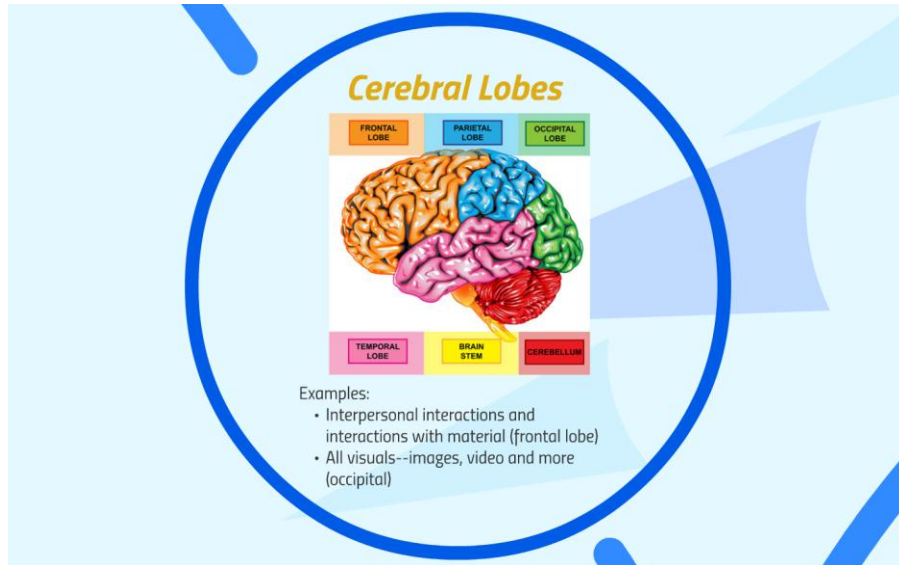 Cerebral Lobes
FRONTAL
LOBE
PARIETAL
LOBE
OCCIPITAL
LOBE
TEMPORAL
LOBE
BRAIN
STEM
CEREBELLUM
Examples:
• Interpersonal interactions and
interactions with material (frontal lobe)
• All visuals--images, video and more
(occipital)